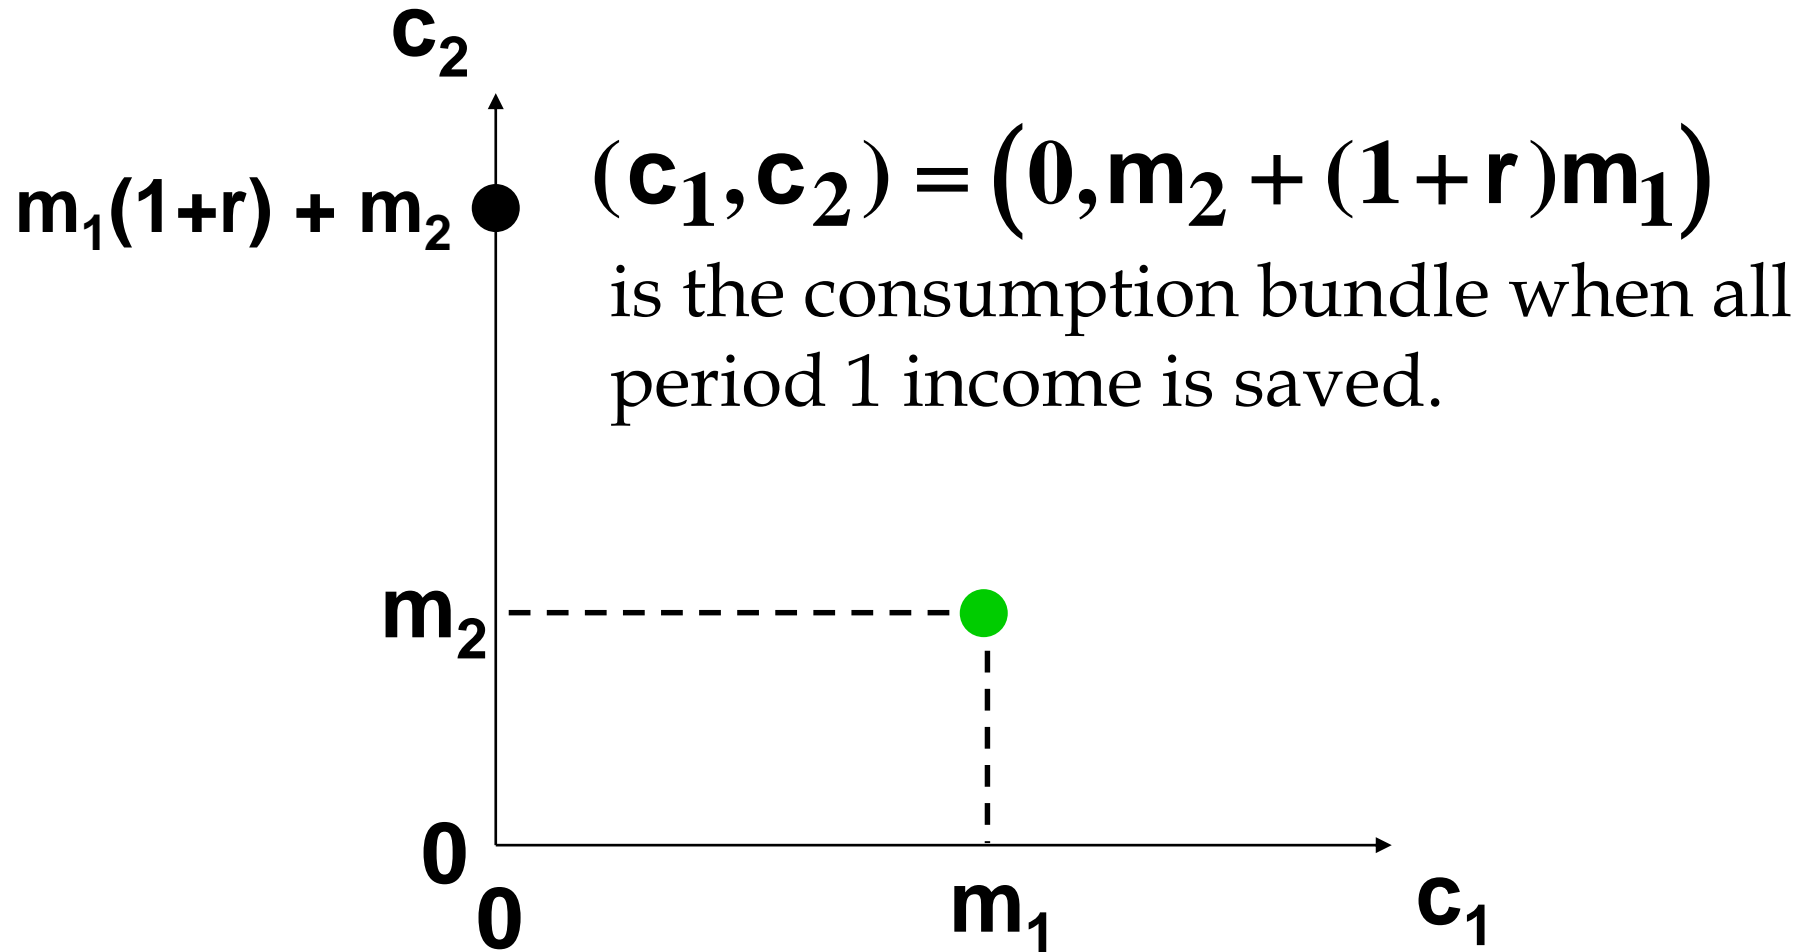 c₂
m₁(1+r) + m₂
(c₁,c₂) = (0,m₂ + (1+r)m₁)
is the consumption bundle when all
period 1 income is saved.
m₂
0
0
m₁
c₁